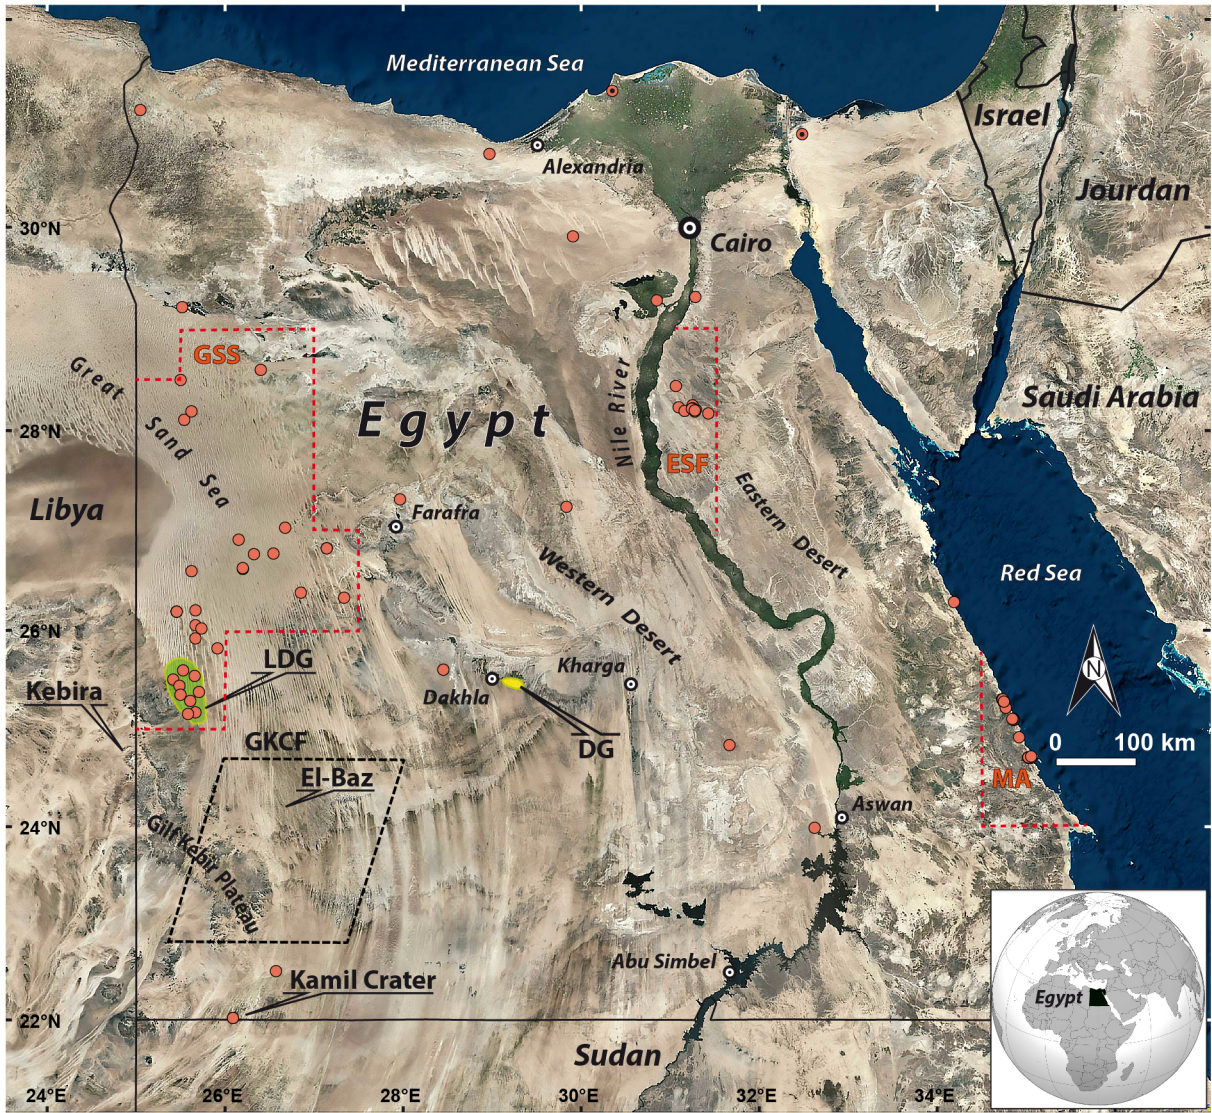 Mediterranean Sea
Israel
Alexandria
Jourdan
30°N
Cairo
GSS
Great Sand Sea
Nile River
Saudi Arabia
Egypt
28°N
ESF
Libya
Farafra
Eastern Desert
Western Desert
Red Sea
26°N
LDG
Kharga
N
Kebira
Dakhla
DG
0 100 km
GKCF
El-Baz
MA
Aswan
24°N
Gilf Kebir Plateau
Abu Simbel
Kamil Crater
Egypt
22°N
Sudan
24°E 26°E 28°E 30°E 32°E 34°E